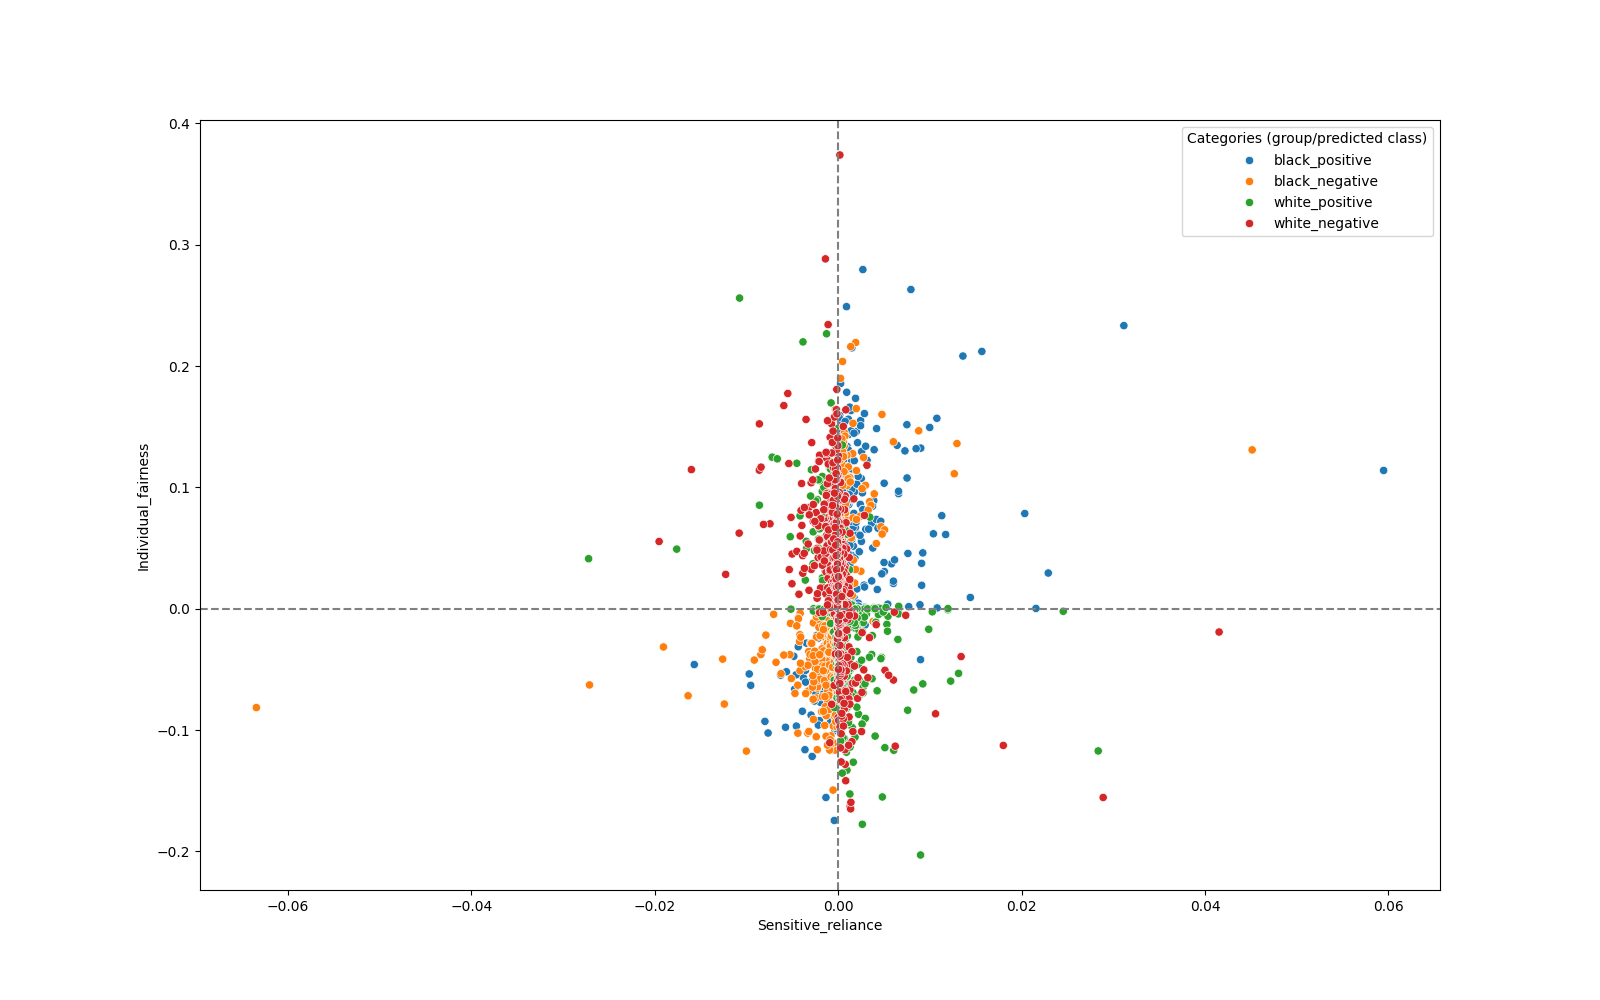 Categories (group/predicted class)
black_positive
black_negative
white_positive
white_negative
0.4
0.3
0.2
0.1
0.0
−0.1
−0.2
Individual_fairness
−0.06
−0.04
−0.02
0.00
0.02
0.04
0.06
Sensitive_reliance